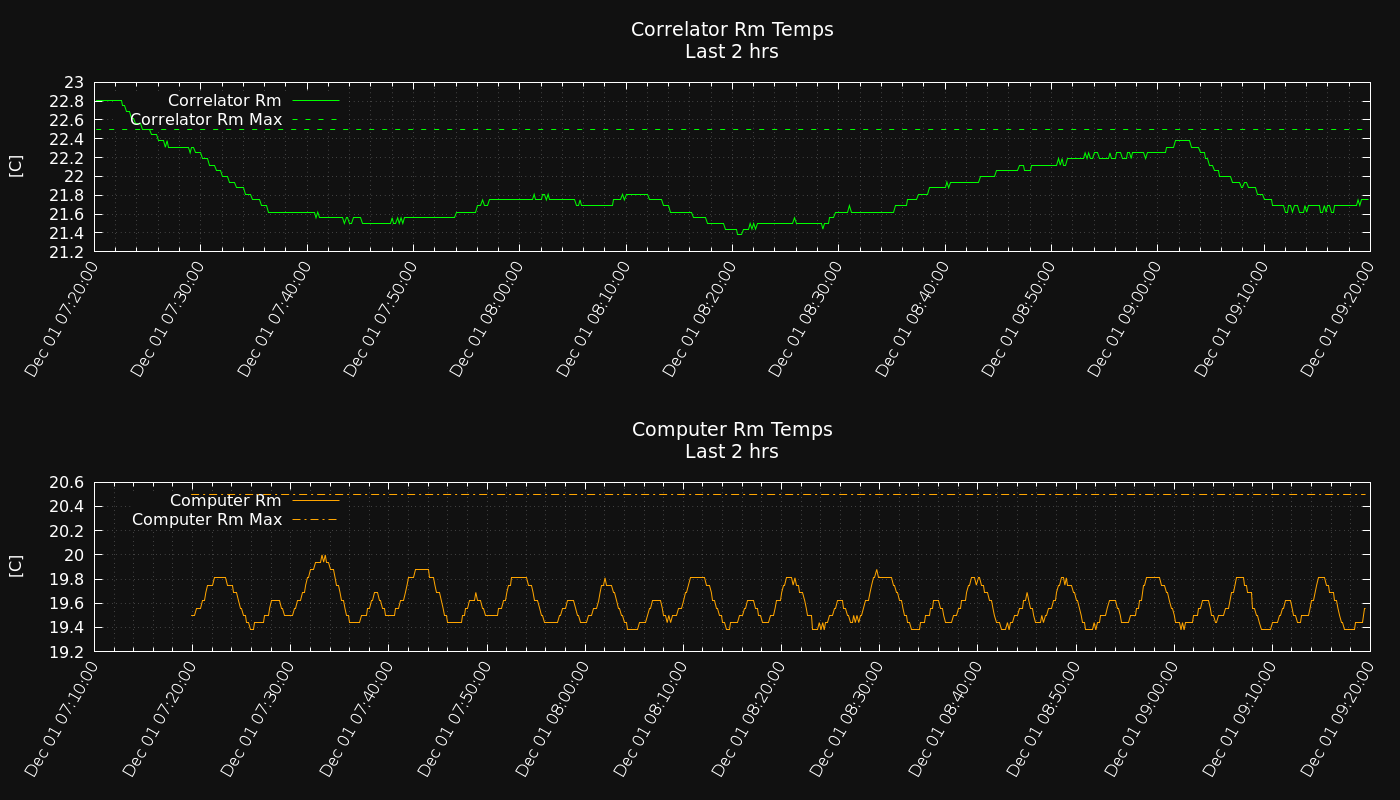 Correlator Rm Temps
Last 2 hrs
[C]
23
22.8
22.6
22.4
22.2
22
21.8
21.6
21.4
21.2
Correlator Rm
Correlator Rm Max
Dec 01 07:20:00
Dec 01 07:30:00
Dec 01 07:40:00
Dec 01 07:50:00
Dec 01 08:00:00
Dec 01 08:10:00
Dec 01 08:20:00
Dec 01 08:30:00
Dec 01 08:40:00
Dec 01 08:50:00
Dec 01 09:00:00
Dec 01 09:10:00
Dec 01 09:20:00
Computer Rm Temps
Last 2 hrs
[C]
20.6
20.4
20.2
20
19.8
19.6
19.4
19.2
Computer Rm
Computer Rm Max
Dec 01 07:10:00
Dec 01 07:20:00
Dec 01 07:30:00
Dec 01 07:40:00
Dec 01 07:50:00
Dec 01 08:00:00
Dec 01 08:10:00
Dec 01 08:20:00
Dec 01 08:30:00
Dec 01 08:40:00
Dec 01 08:50:00
Dec 01 09:00:00
Dec 01 09:10:00
Dec 01 09:20:00